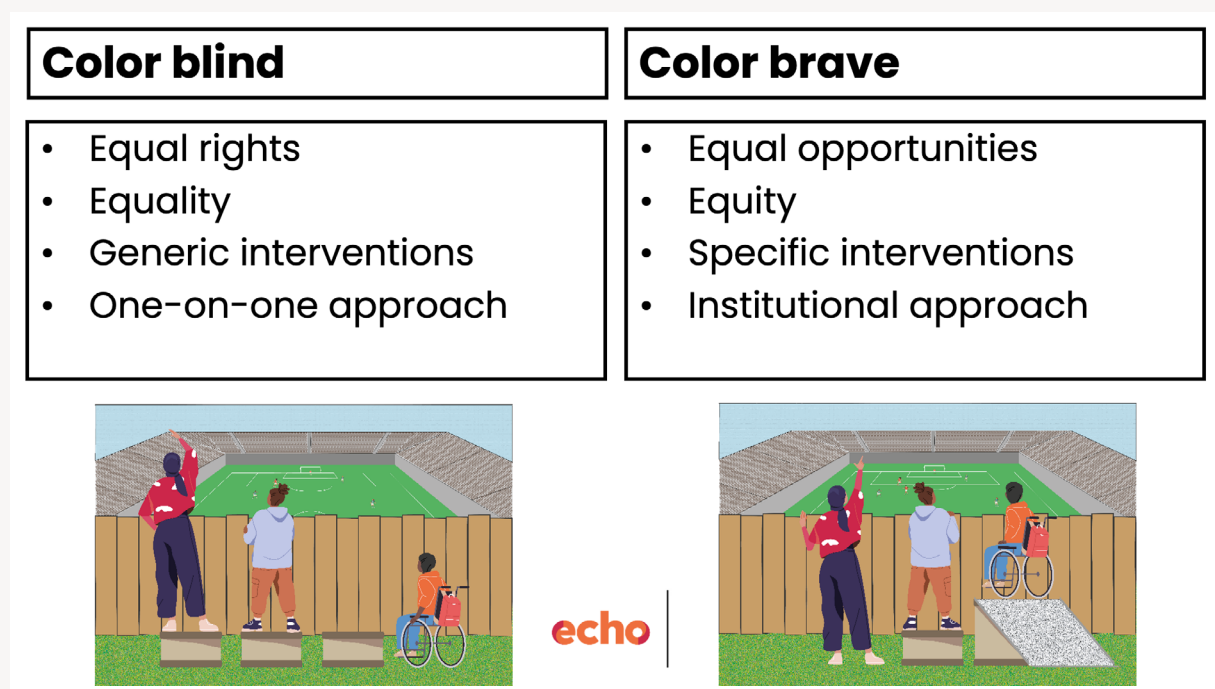 Color blind
• Equal rights
• Equality
• Generic interventions
• One-on-one approach
Color brave
• Equal opportunities
• Equity
• Specific interventions
• Institutional approach
echo